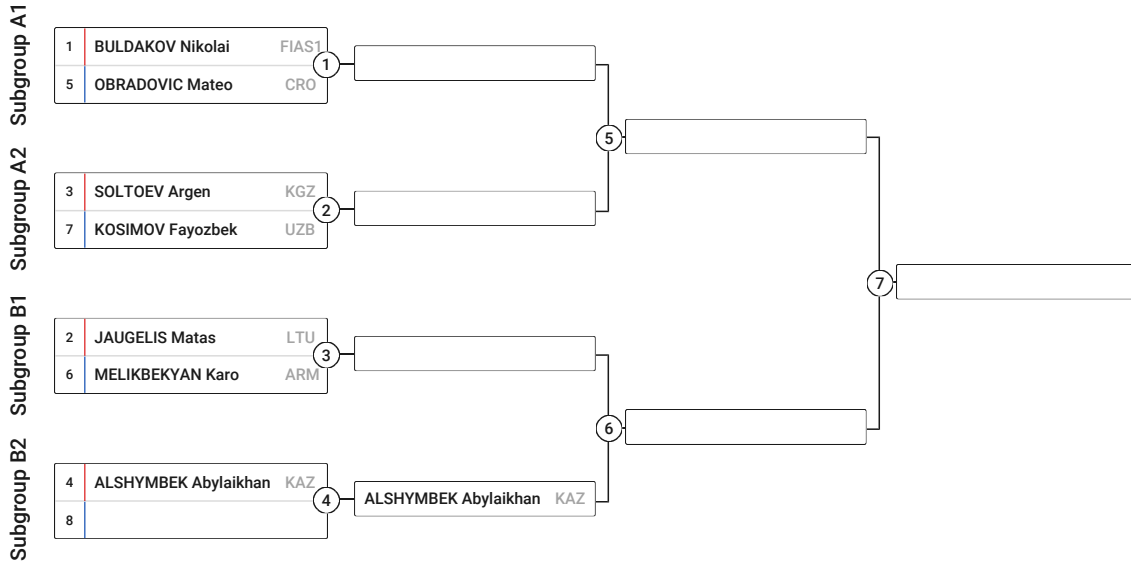 Subgroup A1
1 BULDAKOV Nikolai FIAS1
5 OBRADOVIC Mateo CRO
1
5
Subgroup A2
3 SOLTOEV Argen KGZ
7 KOSIMOV Fayozbek UZB
2
7
Subgroup B1
2 JAUGELIS Matas LTU
6 MELIKBEKYAN Karo ARM
3
6
Subgroup B2
4 ALSHYMBEK Abylaikhan KAZ
8
4
ALSHYMBEK Abylaikhan KAZ